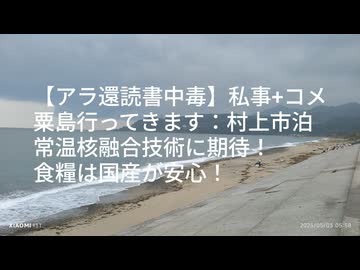 【アラ還読書中毒】私事+コメ
粟島行ってきます：村上市泊
常温核融合技術に期待！
食糧は国産が安心！
XIAOMI 11T
2023/05/03 05:58